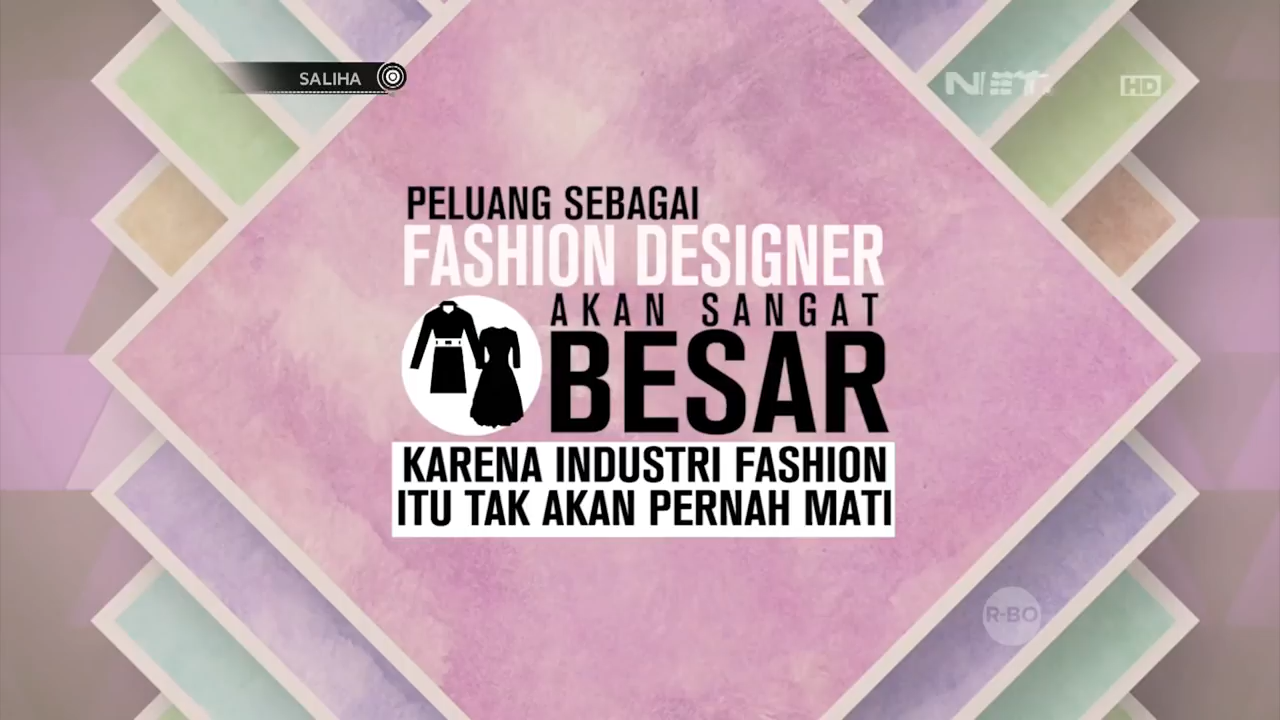 SALIHA
NET.
HD
PELUANG SEBAGAI
FASHION DESIGNER
AKAN SANGAT
BESAR
KARENA INDUSTRI FASHION
ITU TAK AKAN PERNAH MATI
R-BO